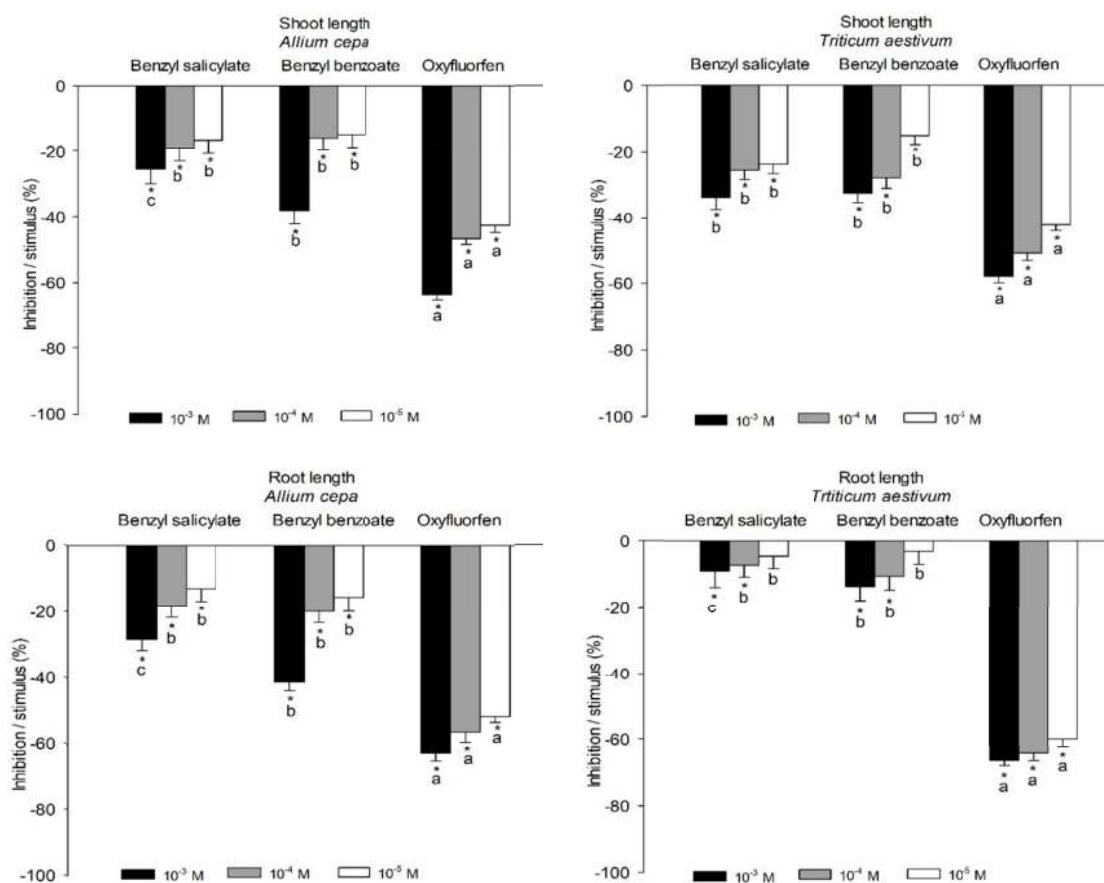 Shoot length
Allium cepa
Benzyl salicylate Benzyl benzoate Oxyfluorfen
Inhibition / stimulus (%)
0
-20
-40
-60
-80
-100
* c
* b
* b
* b
* b
* b
* a
* a
* a
10⁻³ M 10⁻⁴ M 10⁻⁵ M
Shoot length
Triticum aestivum
Benzyl salicylate Benzyl benzoate Oxyfluorfen
Inhibition / stimulus (%)
0
-20
-40
-60
-80
-100
* b
* b
* b
* b
* b
* b
* a
* a
* a
10⁻³ M 10⁻⁴ M 10⁻⁵ M
Root length
Allium cepa
Benzyl salicylate Benzyl benzoate Oxyfluorfen
Inhibition / stimulus (%)
0
-20
-40
-60
-80
-100
* c
* b
* b
* b
* b
* b
* a
* a
* a
10⁻³ M 10⁻⁴ M 10⁻⁵ M
Root length
Trtiticum aestivum
Benzyl salicylate Benzyl benzoate Oxyfluorfen
Inhibition / stimulus (%)
0
-20
-40
-60
-80
-100
* c
* b
b
* b
* b
b
* a
* a
* a
10⁻³ M 10⁻⁴ M 10⁻⁵ M